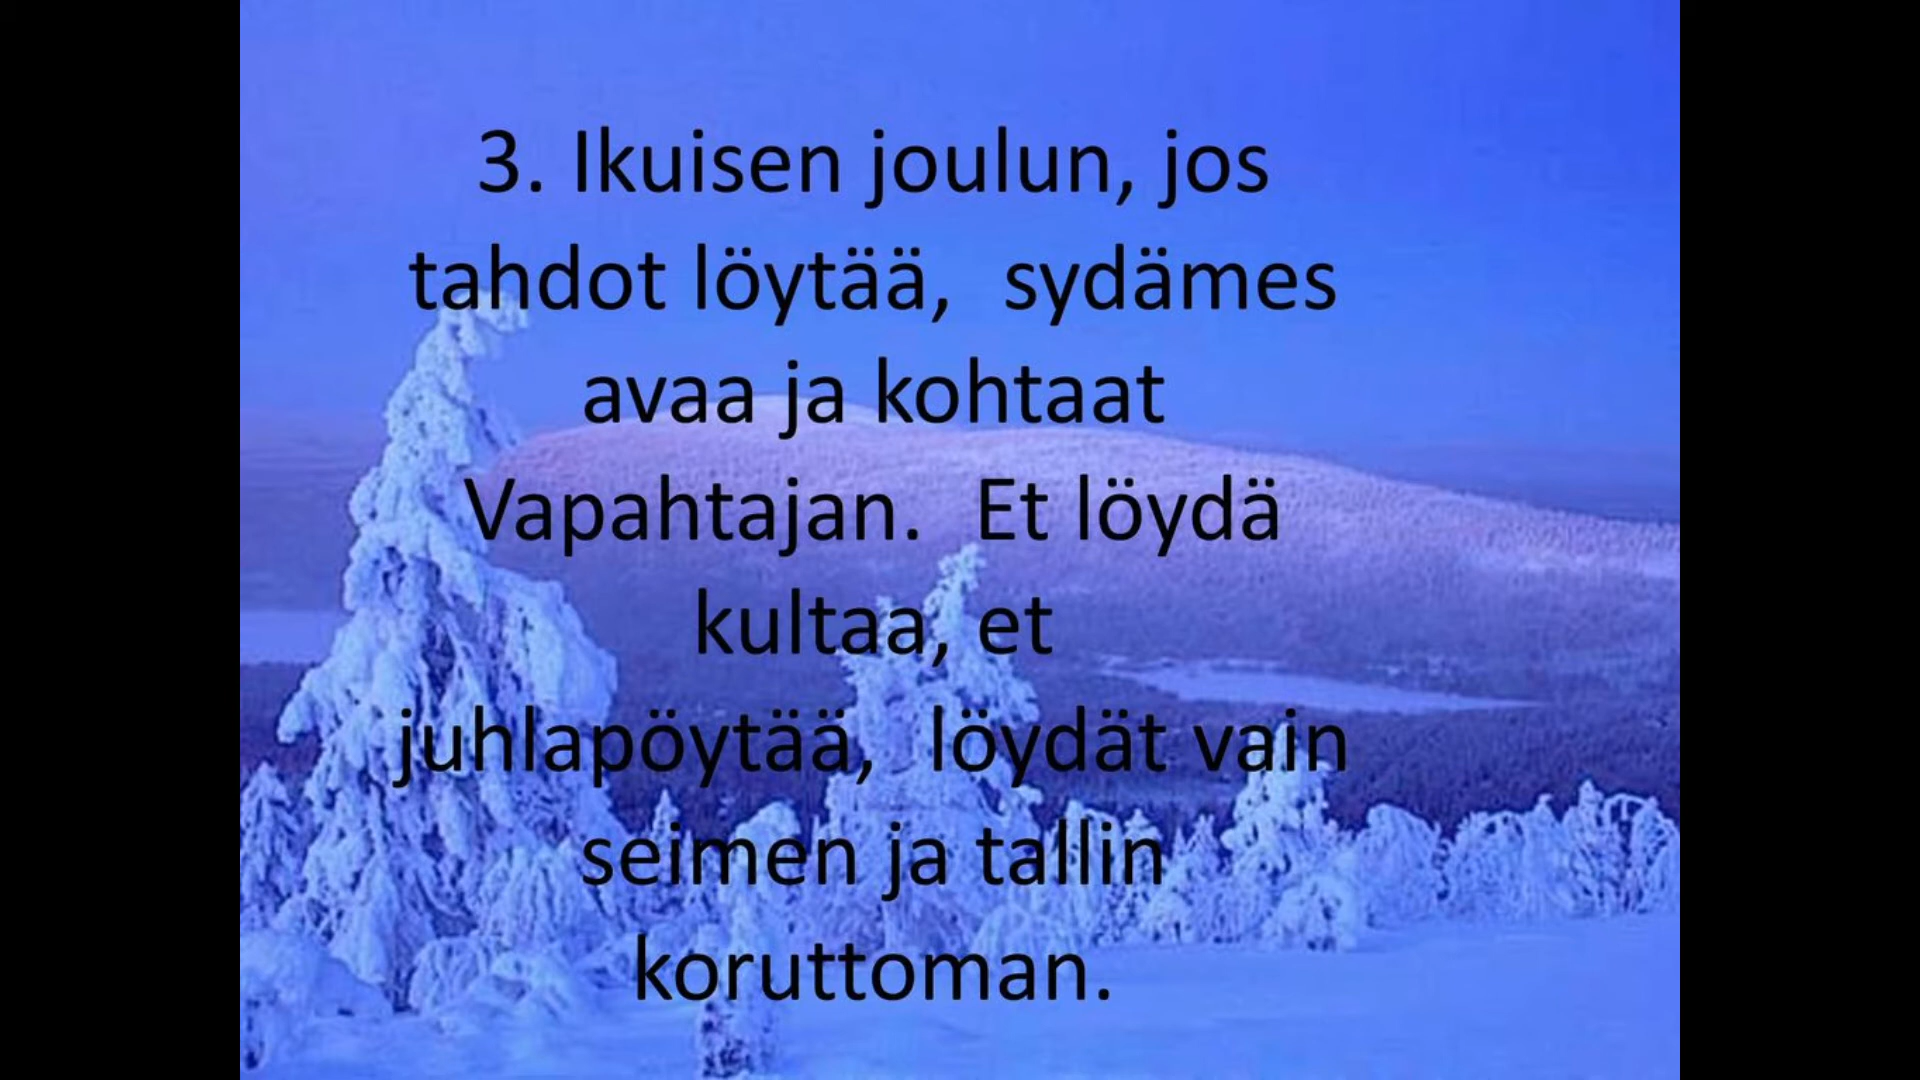 3. Ikuisen joulun, jos
tahdot löytää,  sydämes
avaa ja kohtaat
Vapahtajan.  Et löydä
kultaa, et
juhlapöytää,  löydät vain
seimen ja tallin
koruttoman.